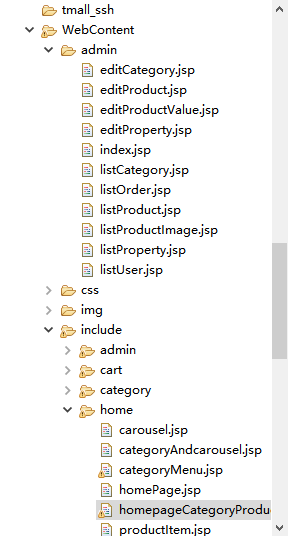 tmall_ssh
WebContent
admin
editCategory.jsp
editProduct.jsp
editProductValue.jsp
editProperty.jsp
index.jsp
listCategory.jsp
listOrder.jsp
listProduct.jsp
listProductImage.jsp
listProperty.jsp
listUser.jsp
css
img
include
admin
cart
category
home
carousel.jsp
categoryAndcarousel.jsp
categoryMenu.jsp
homePage.jsp
homepageCategoryProdu
productItem.jsp